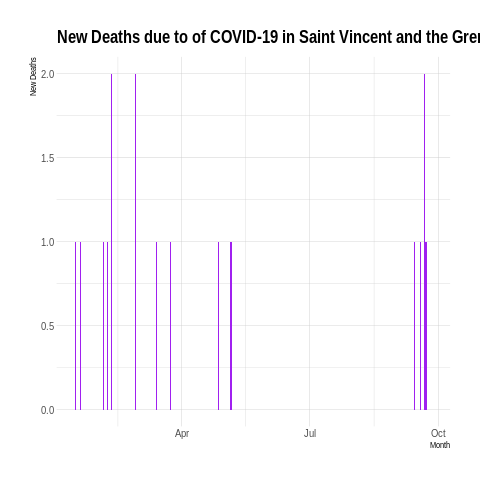 New Deaths due to of COVID-19 in Saint Vincent and the Gren
New Deaths
2.0
1.5
1.0
0.5
0.0
Apr
Jul
Oct
Month